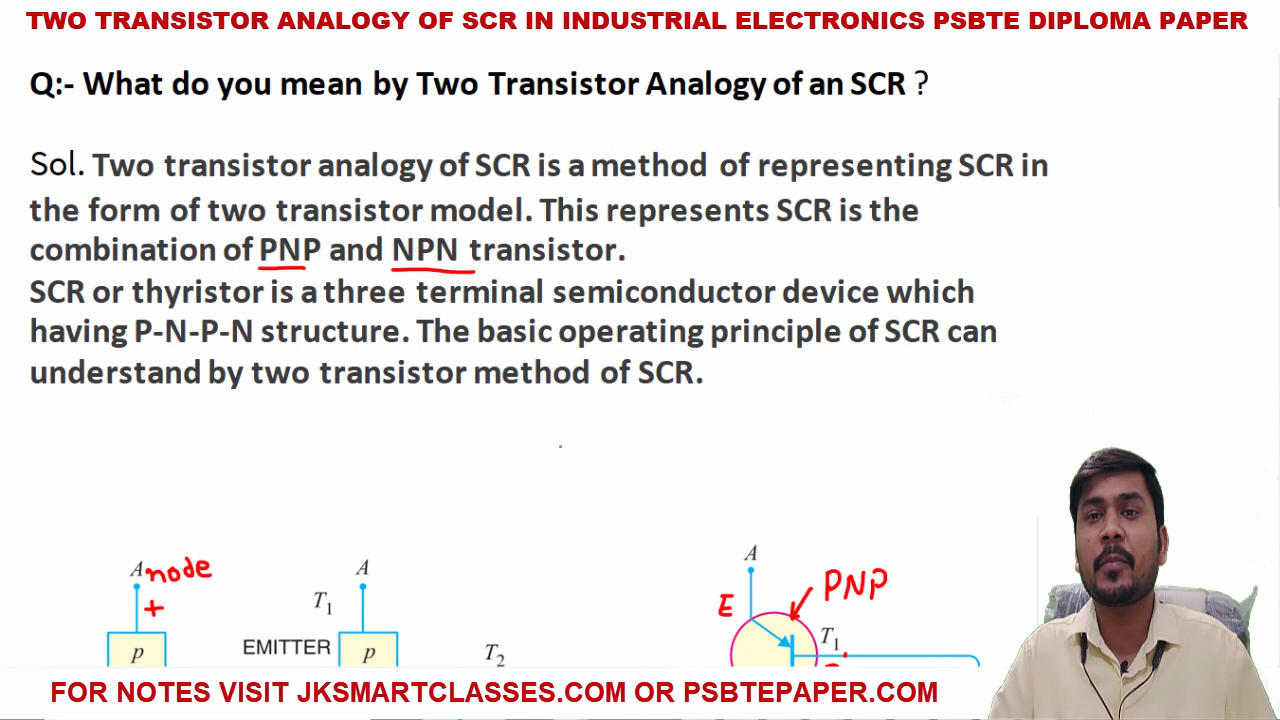 TWO TRANSISTOR ANALOGY OF SCR IN INDUSTRIAL ELECTRONICS PSBTE DIPLOMA PAPER
Q:- What do you mean by Two Transistor Analogy of an SCR ?
Sol. Two transistor analogy of SCR is a method of representing SCR in
the form of two transistor model. This represents SCR is the
combination of PNP and NPN transistor.
SCR or thyristor is a three terminal semiconductor device which
having P-N-P-N structure. The basic operating principle of SCR can
understand by two transistor method of SCR.
Anode
+
p
A
T1
EMITTER
p
T2
A
E
PNP
T1
FOR NOTES VISIT JKSMARTCLASSES.COM OR PSBTEPAPER.COM